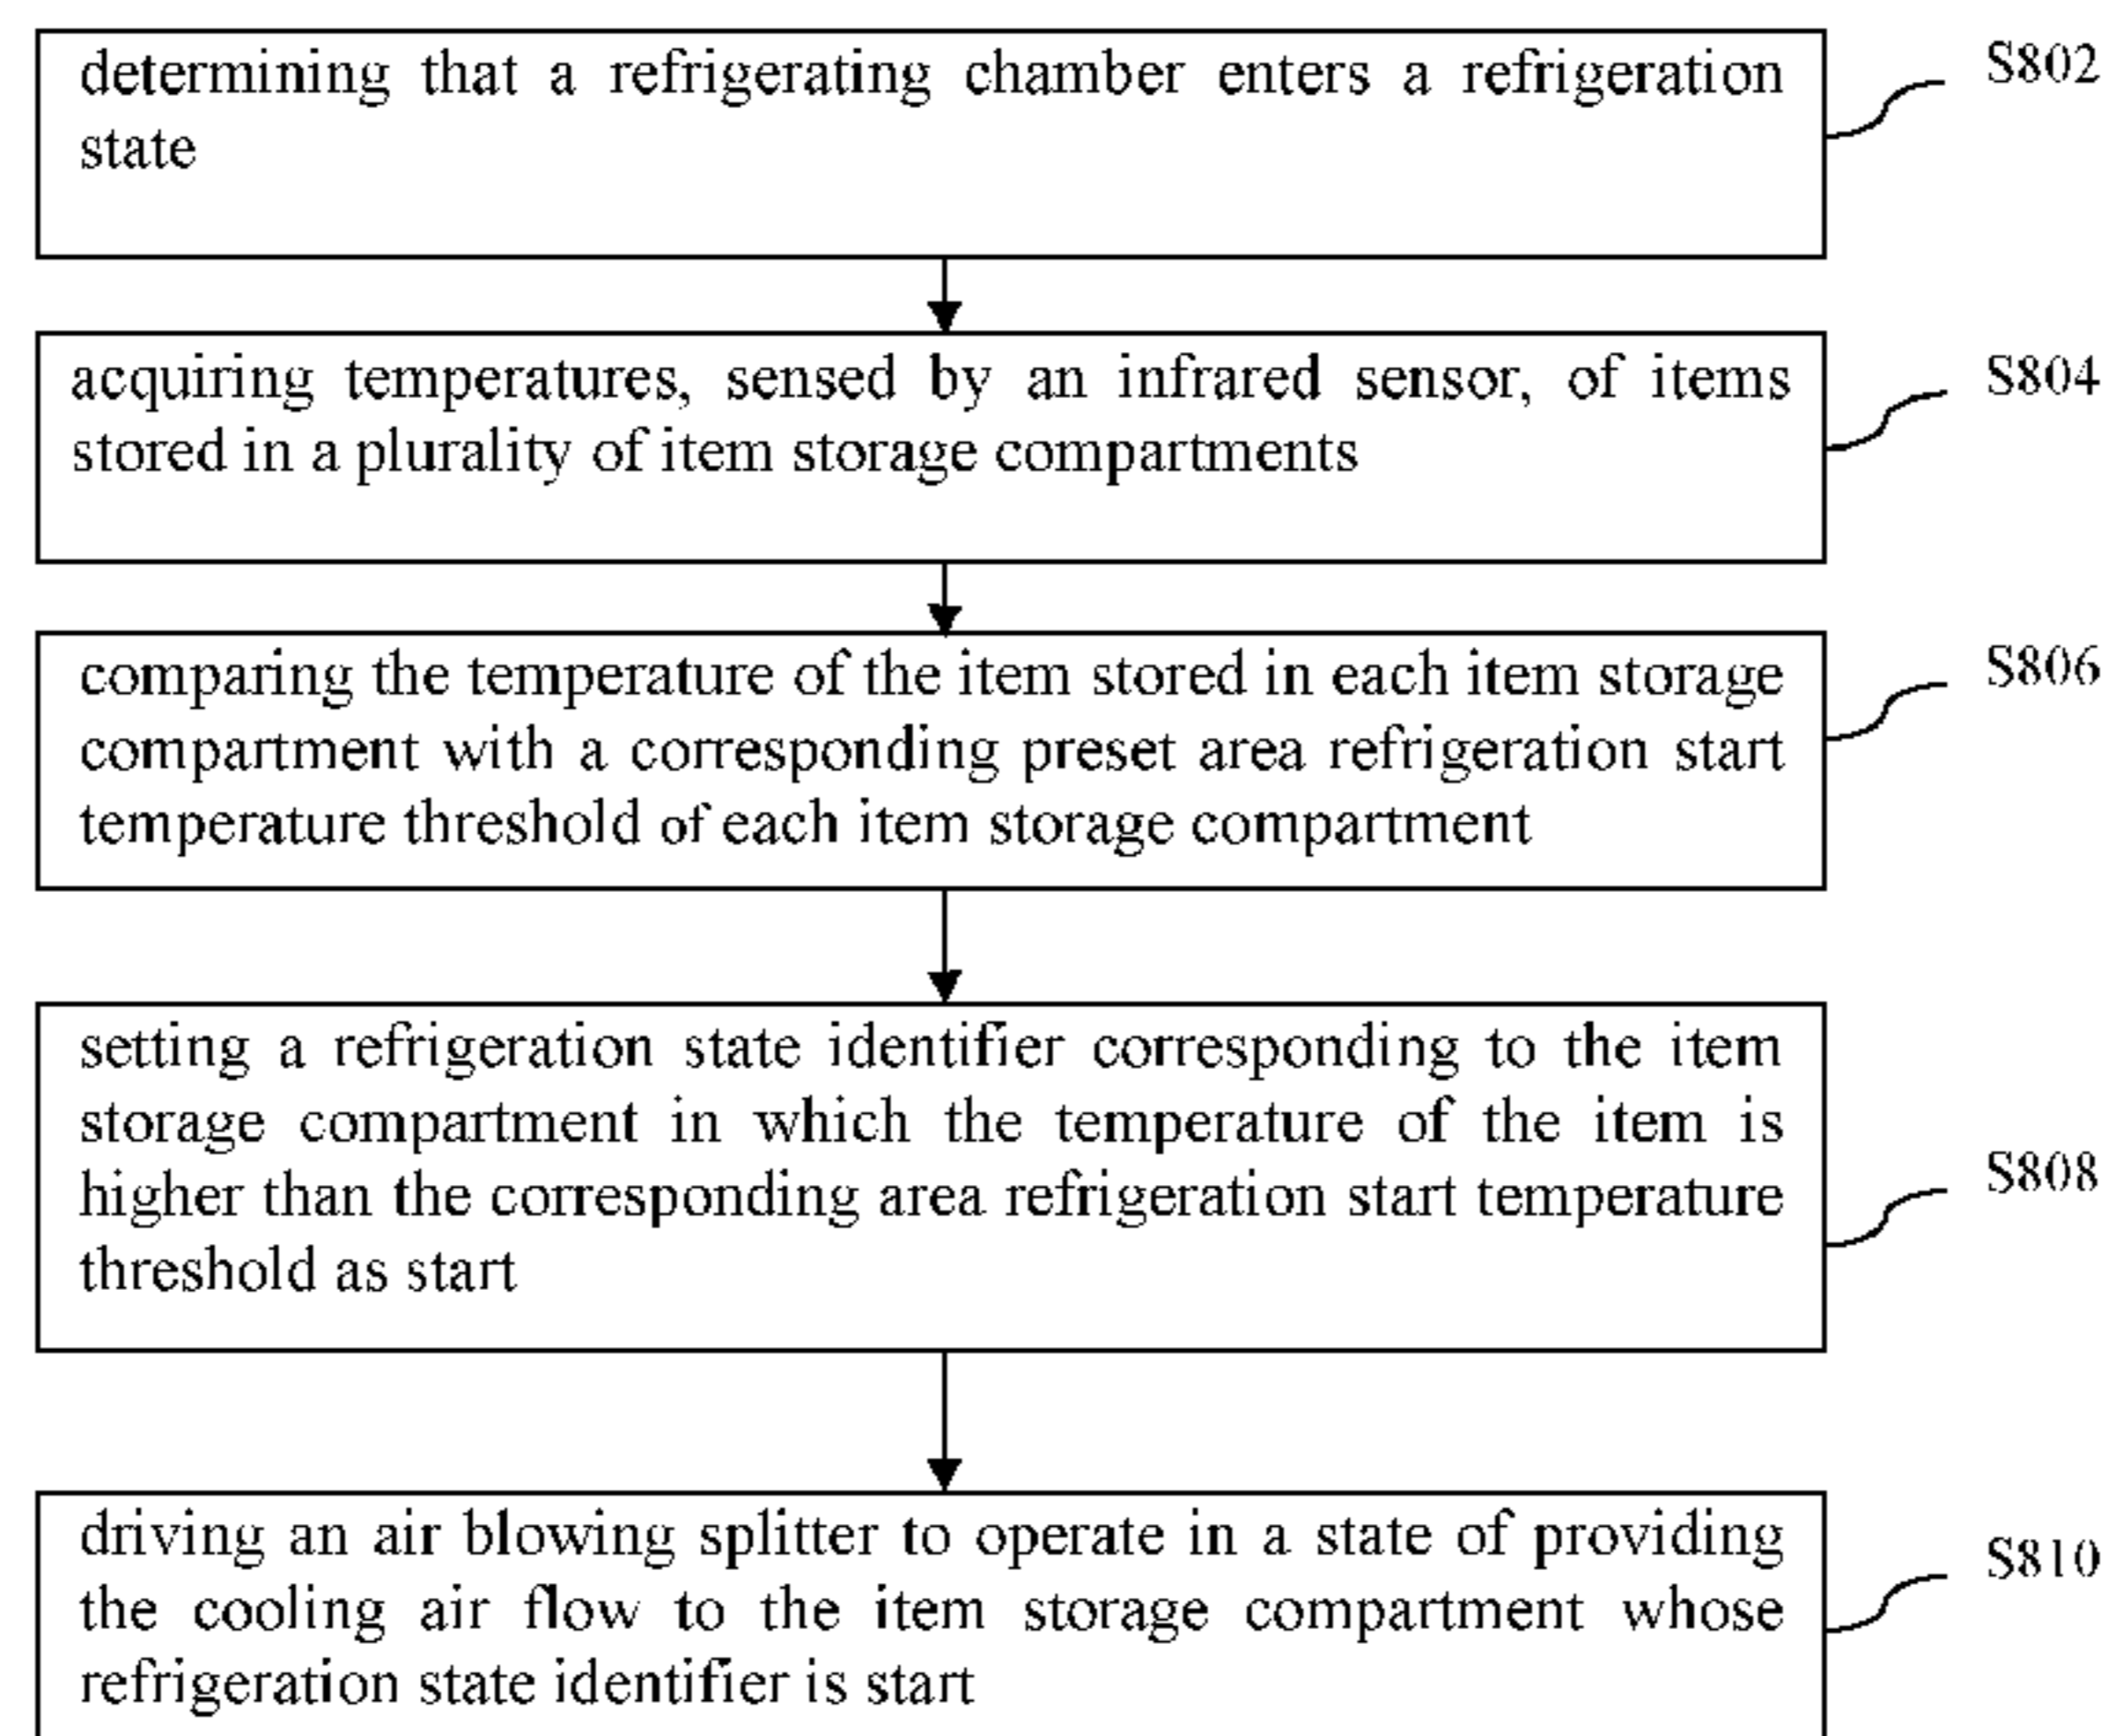 determining that a refrigerating chamber enters a refrigeration
state
S802
acquiring temperatures, sensed by an infrared sensor, of items
stored in a plurality of item storage compartments
S804
comparing the temperature of the item stored in each item storage
compartment with a corresponding preset area refrigeration start
temperature threshold of each item storage compartment
S806
setting a refrigeration state identifier corresponding to the item
storage compartment in which the temperature of the item is
higher than the corresponding area refrigeration start temperature
threshold as start
S808
driving an air blowing splitter to operate in a state of providing
the cooling air flow to the item storage compartment whose
refrigeration state identifier is start
S810